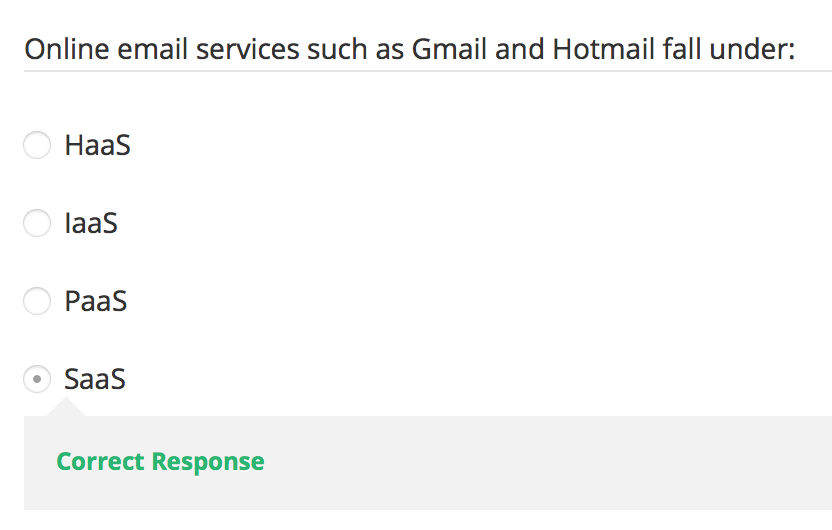 Online email services such as Gmail and Hotmail fall under:
HaaS
IaaS
PaaS
SaaS
Correct Response